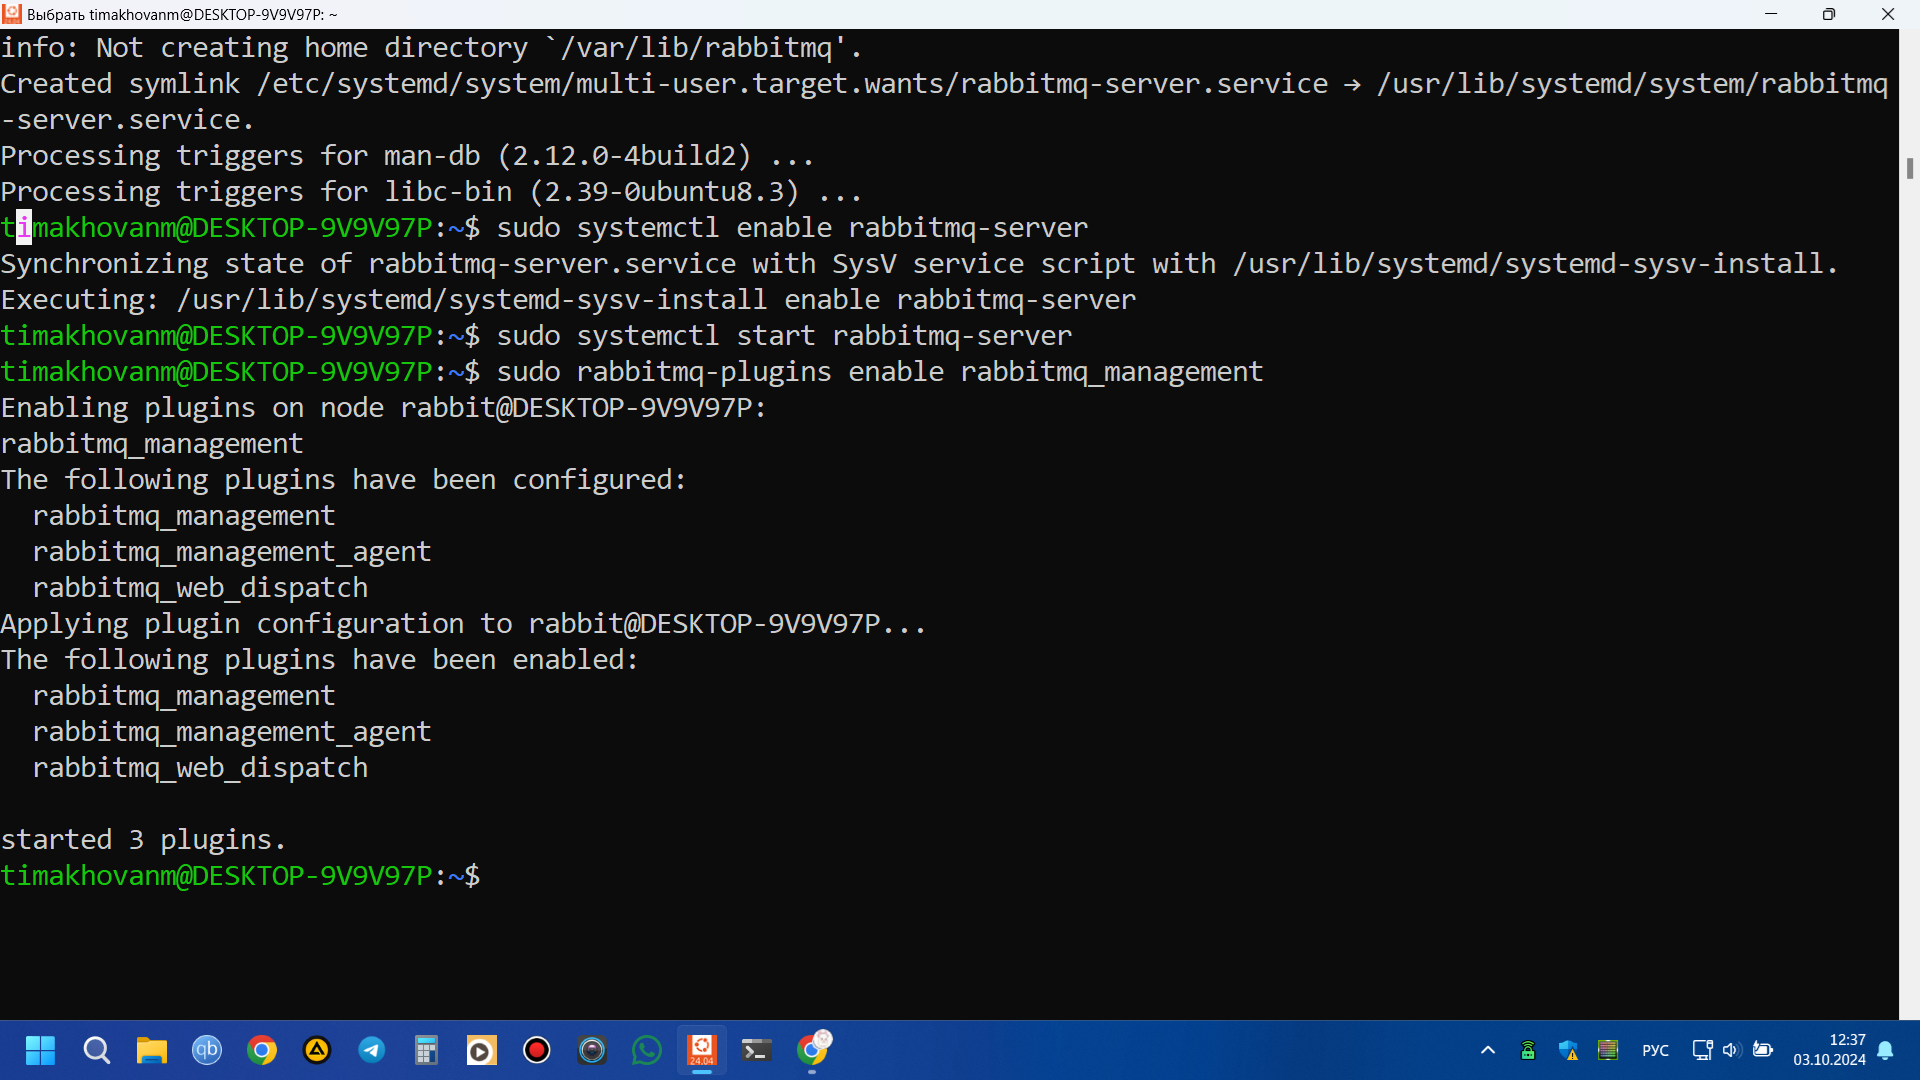 Выбрать timakhovanm@DESKTOP-9V9V97P: ~
info: Not creating home directory `/var/lib/rabbitmq'.
Created symlink /etc/systemd/system/multi-user.target.wants/rabbitmq-server.service → /usr/lib/systemd/system/rabbitmq
-server.service.
Processing triggers for man-db (2.12.0-4build2) ...
Processing triggers for libc-bin (2.39-0ubuntu8.3) ...
timakhovanm@DESKTOP-9V9V97P:~$ sudo systemctl enable rabbitmq-server
Synchronizing state of rabbitmq-server.service with SysV service script with /usr/lib/systemd/systemd-sysv-install.
Executing: /usr/lib/systemd/systemd-sysv-install enable rabbitmq-server
timakhovanm@DESKTOP-9V9V97P:~$ sudo systemctl start rabbitmq-server
timakhovanm@DESKTOP-9V9V97P:~$ sudo rabbitmq-plugins enable rabbitmq_management
Enabling plugins on node rabbit@DESKTOP-9V9V97P:
rabbitmq_management
The following plugins have been configured:
  rabbitmq_management
  rabbitmq_management_agent
  rabbitmq_web_dispatch
Applying plugin configuration to rabbit@DESKTOP-9V9V97P...
The following plugins have been enabled:
  rabbitmq_management
  rabbitmq_management_agent
  rabbitmq_web_dispatch

started 3 plugins.
timakhovanm@DESKTOP-9V9V97P:~$
qb
24.04
РУС
12:37
03.10.2024